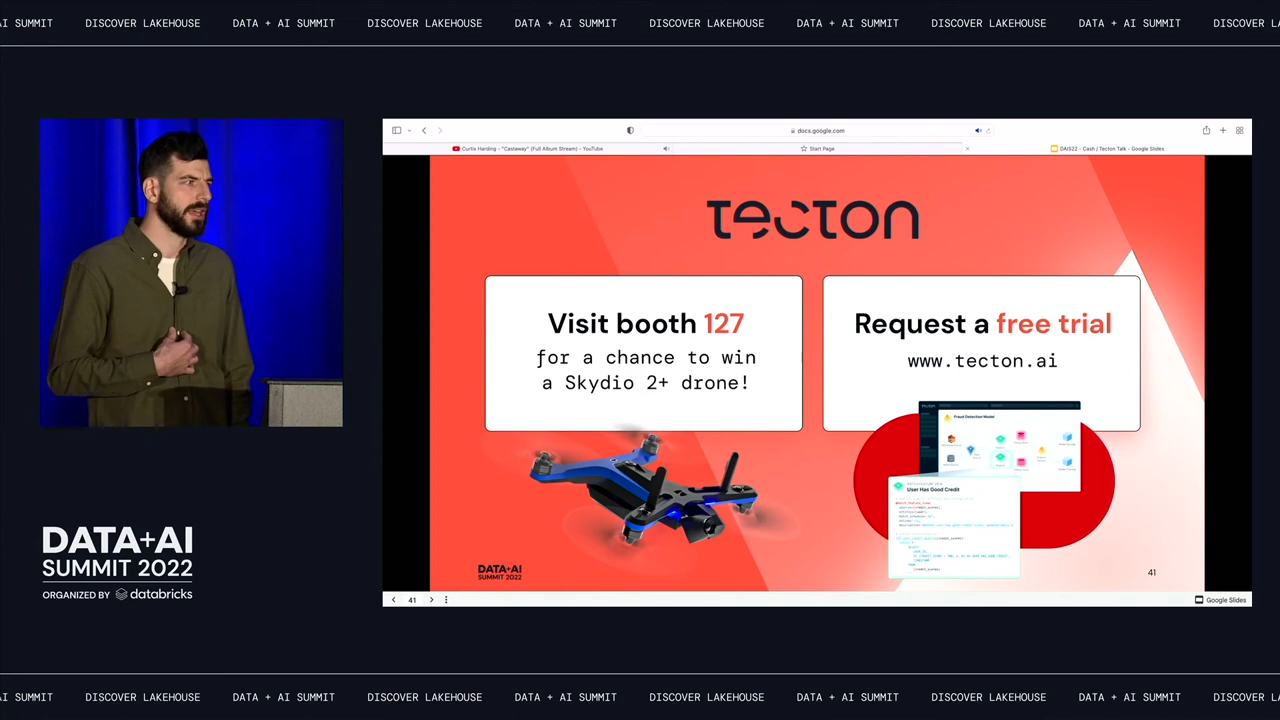 AI SUMMIT DISCOVER LAKEHOUSE DATA + AI SUMMIT DISCOVER LAKEHOUSE DATA + AI SUMMIT DISCOVER LAKEHOUSE DATA + AI SUMMIT DISCOVER LAKEHOUSE DATA + AI SUMMIT DISCOVER
docs.google.com
Curtis Harding - "Castaway" (Full Album Stream) - YouTube
Start Page
DAIS22 - Cash / Tecton Talk - Google Slides
tecton
Visit booth 127
for a chance to win
a Skydio 2+ drone!
Request a free trial
www.tecton.ai
Fraud Detection Model
User Has Good Credit
DATA+AI
SUMMIT 2022
41
41
Google Slides
DATA+AI
SUMMIT 2022
ORGANIZED BY databricks
AI SUMMIT DISCOVER LAKEHOUSE DATA + AI SUMMIT DISCOVER LAKEHOUSE DATA + AI SUMMIT DISCOVER LAKEHOUSE DATA + AI SUMMIT DISCOVER LAKEHOUSE DATA + AI SUMMIT DISCOVER